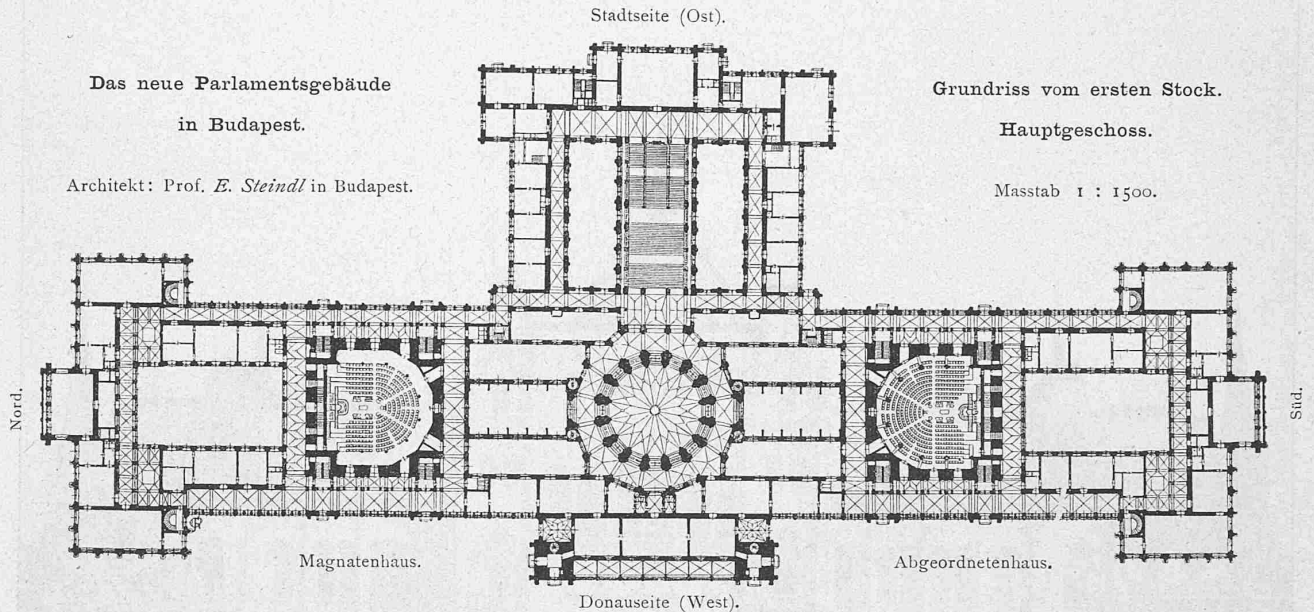 Stadtseite (Ost).
Das neue Parlamentsgebäude
in Budapest.
Architekt: Prof. E. Steindl in Budapest.
Grundriss vom ersten Stock.
Hauptgeschoss.
Masstab 1 : 1500.
Nord.
Süd.
Magnatenhaus.
Abgeordnetenhaus.
Donauseite (West).